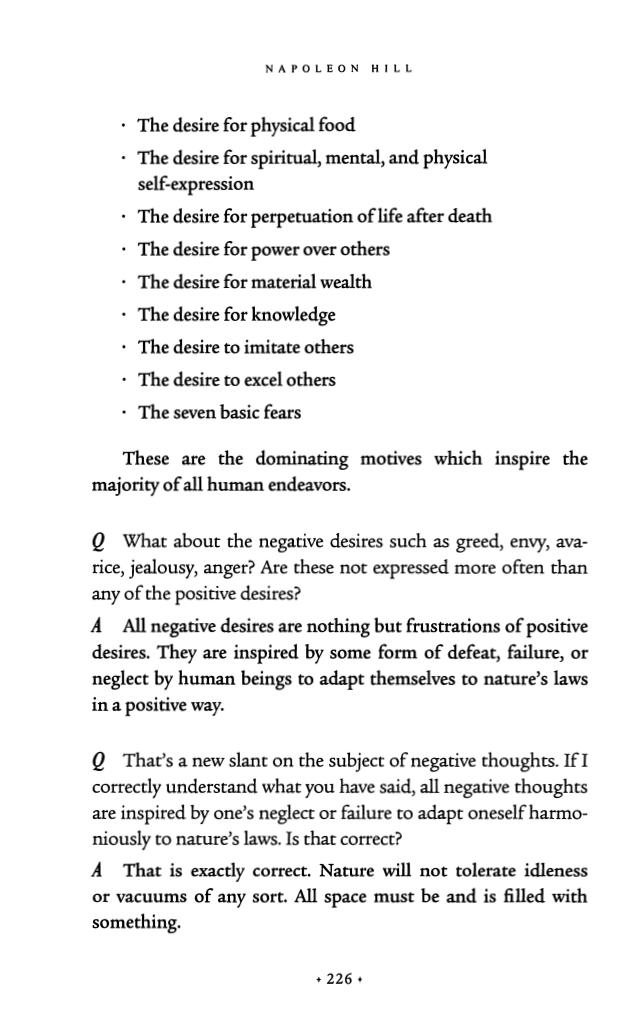 NAPOLEON HILL
· The desire for physical food
· The desire for spiritual, mental, and physical
self-expression
· The desire for perpetuation of life after death
· The desire for power over others
· The desire for material wealth
· The desire for knowledge
· The desire to imitate others
· The desire to excel others
· The seven basic fears
These are the dominating motives which inspire the
majority of all human endeavors.
Q What about the negative desires such as greed, envy, ava-
rice, jealousy, anger? Are these not expressed more often than
any of the positive desires?
A All negative desires are nothing but frustrations of positive
desires. They are inspired by some form of defeat, failure, or
neglect by human beings to adapt themselves to nature's laws
in a positive way.
Q That's a new slant on the subject of negative thoughts. If I
correctly understand what you have said, all negative thoughts
are inspired by one's neglect or failure to adapt oneself harmo-
niously to nature's laws. Is that correct?
A That is exactly correct. Nature will not tolerate idleness
or vacuums of any sort. All space must be and is filled with
something.
· 226 ·